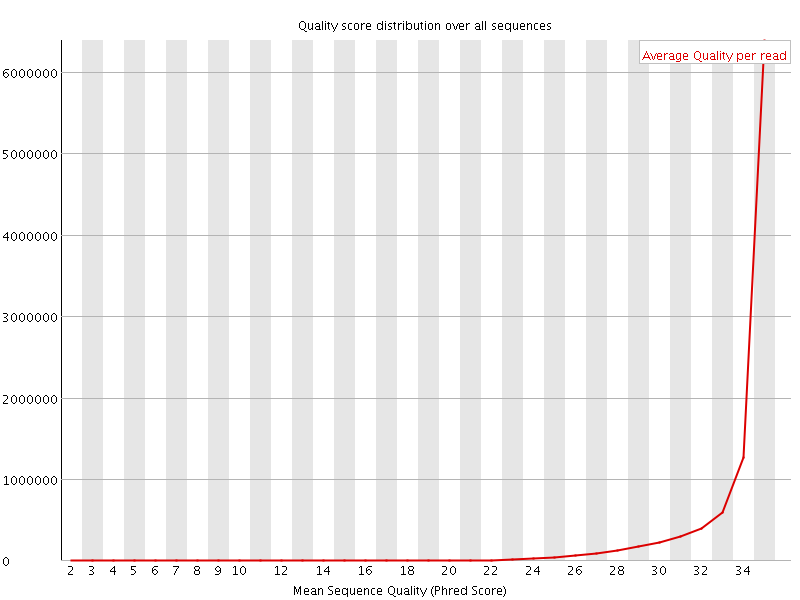 Quality score distribution over all sequences
Average Quality per read
6000000
5000000
4000000
3000000
2000000
1000000
0
2 3 4 5 6 7 8 9 10 12 14 16 18 20 22 24 26 28 30 32 34
Mean Sequence Quality (Phred Score)